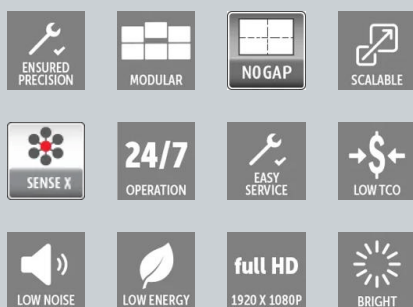 ENSURED
PRECISION
MODULAR
NO GAP
SCALABLE
SENSE X
24/7
OPERATION
EASY
SERVICE
LOW TCO
LOW NOISE
LOW ENERGY
full HD
1920 X 1080P
BRIGHT